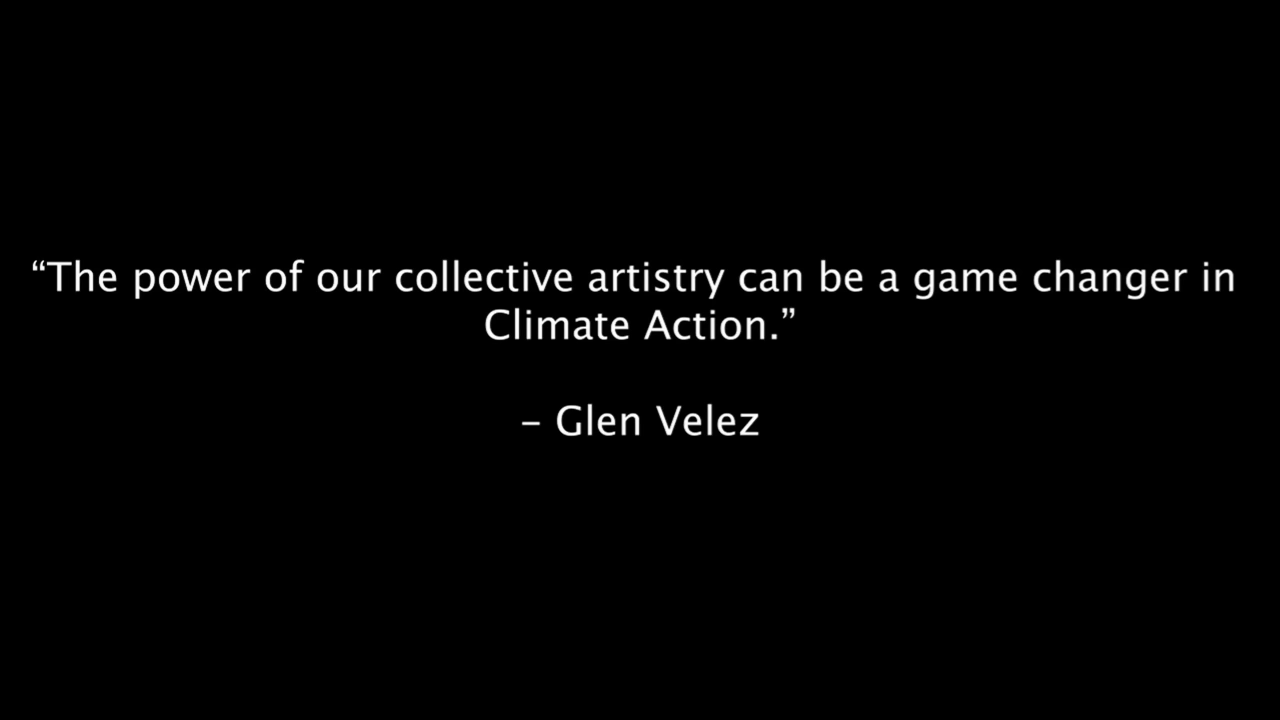 “The power of our collective artistry can be a game changer in
Climate Action.”
– Glen Velez